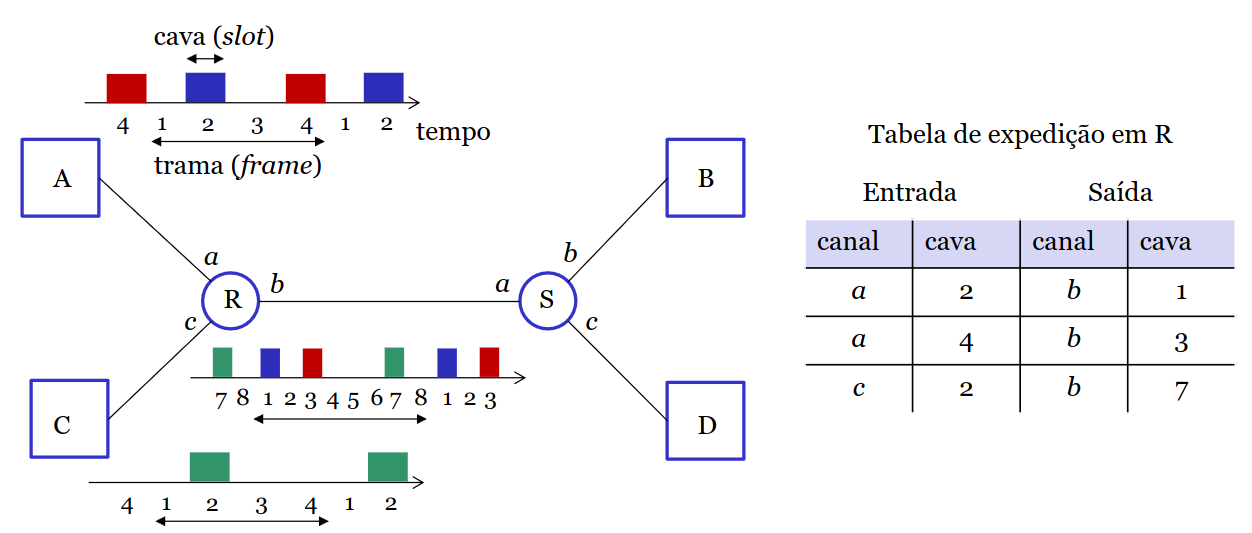 cava (slot)
4 1 2 3 4 1 2 tempo
trama (frame)
A
B
a
b
R
b
a
S
c
c
7 8 1 2 3 4 5 6 7 8 1 2 3
C
D
4 1 2 3 4 1 2
Tabela de expedição em R
Entrada Saída
canal cava canal cava
a 2 b 1
a 4 b 3
c 2 b 7